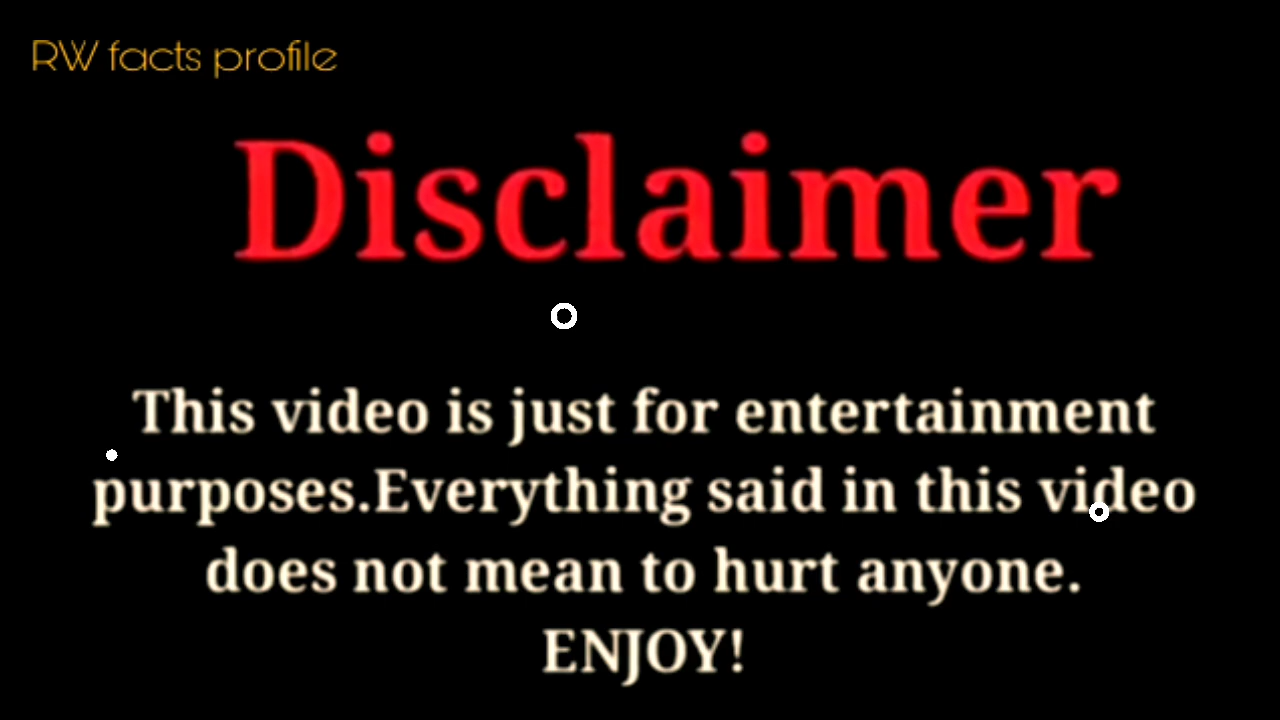 RW facts profile
Disclaimer
This video is just for entertainment
purposes.Everything said in this video
does not mean to hurt anyone.
ENJOY!